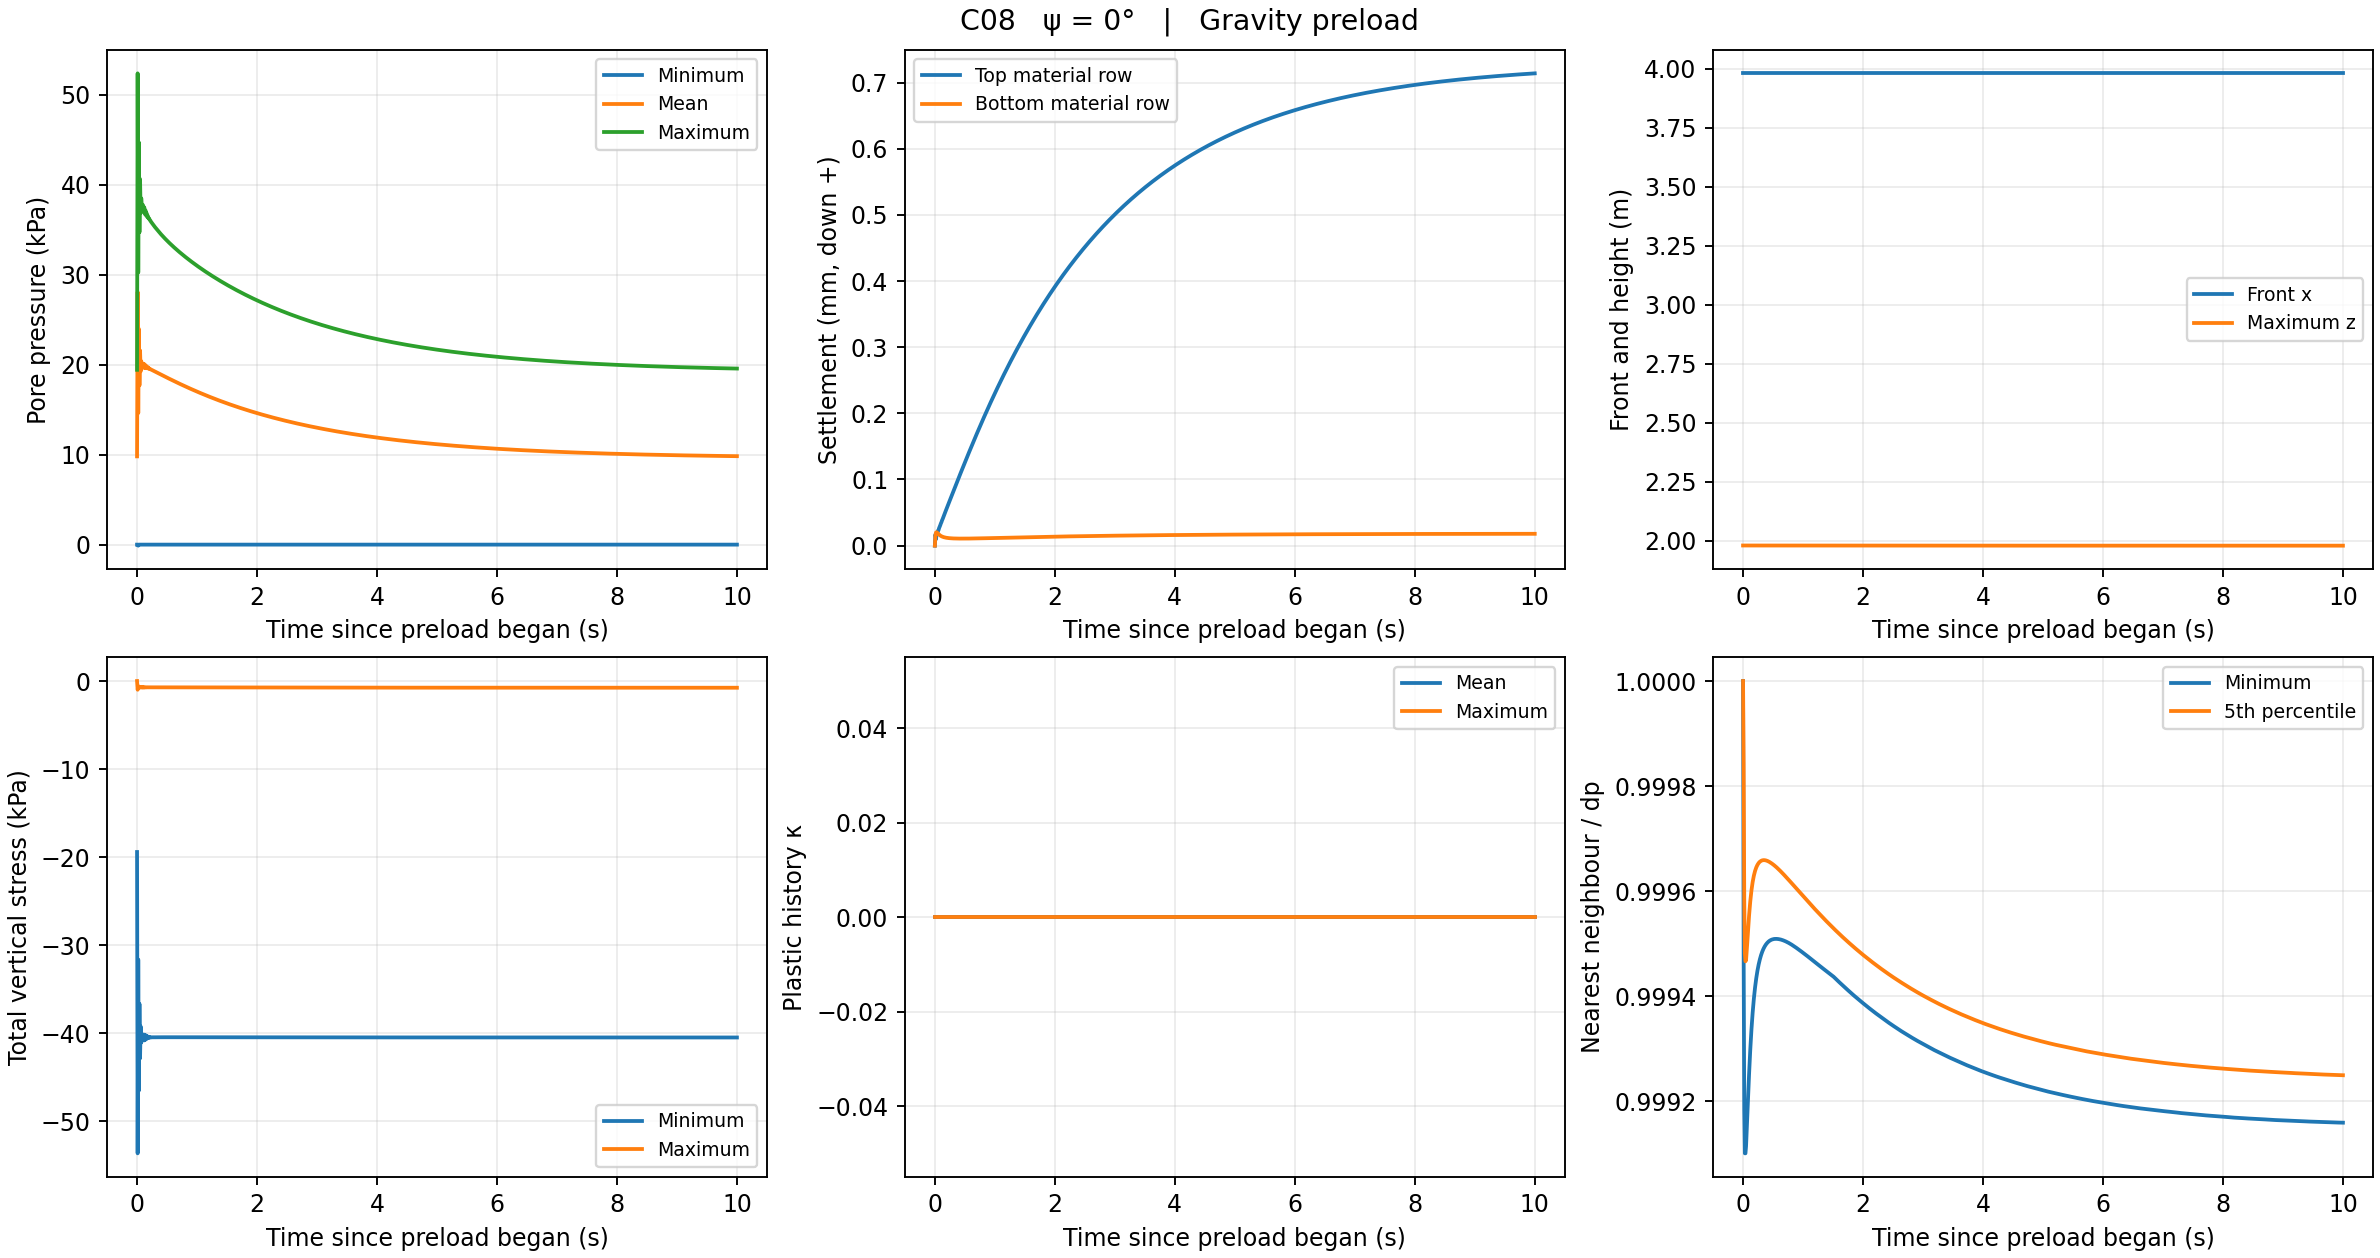 C08   ψ = 0°   |   Gravity preload
Pore pressure (kPa)
50
40
30
20
10
0
Minimum
Mean
Maximum
0 2 4 6 8 10
Time since preload began (s)
Settlement (mm, down +)
0.7
0.6
0.5
0.4
0.3
0.2
0.1
0.0
Top material row
Bottom material row
0 2 4 6 8 10
Time since preload began (s)
Front and height (m)
4.00
3.75
3.50
3.25
3.00
2.75
2.50
2.25
2.00
Front x
Maximum z
0 2 4 6 8 10
Time since preload began (s)
Total vertical stress (kPa)
0
−10
−20
−30
−40
−50
Minimum
Maximum
0 2 4 6 8 10
Time since preload began (s)
Plastic history κ
0.04
0.02
0.00
−0.02
−0.04
Mean
Maximum
0 2 4 6 8 10
Time since preload began (s)
Nearest neighbour / dp
1.0000
0.9998
0.9996
0.9994
0.9992
Minimum
5th percentile
0 2 4 6 8 10
Time since preload began (s)